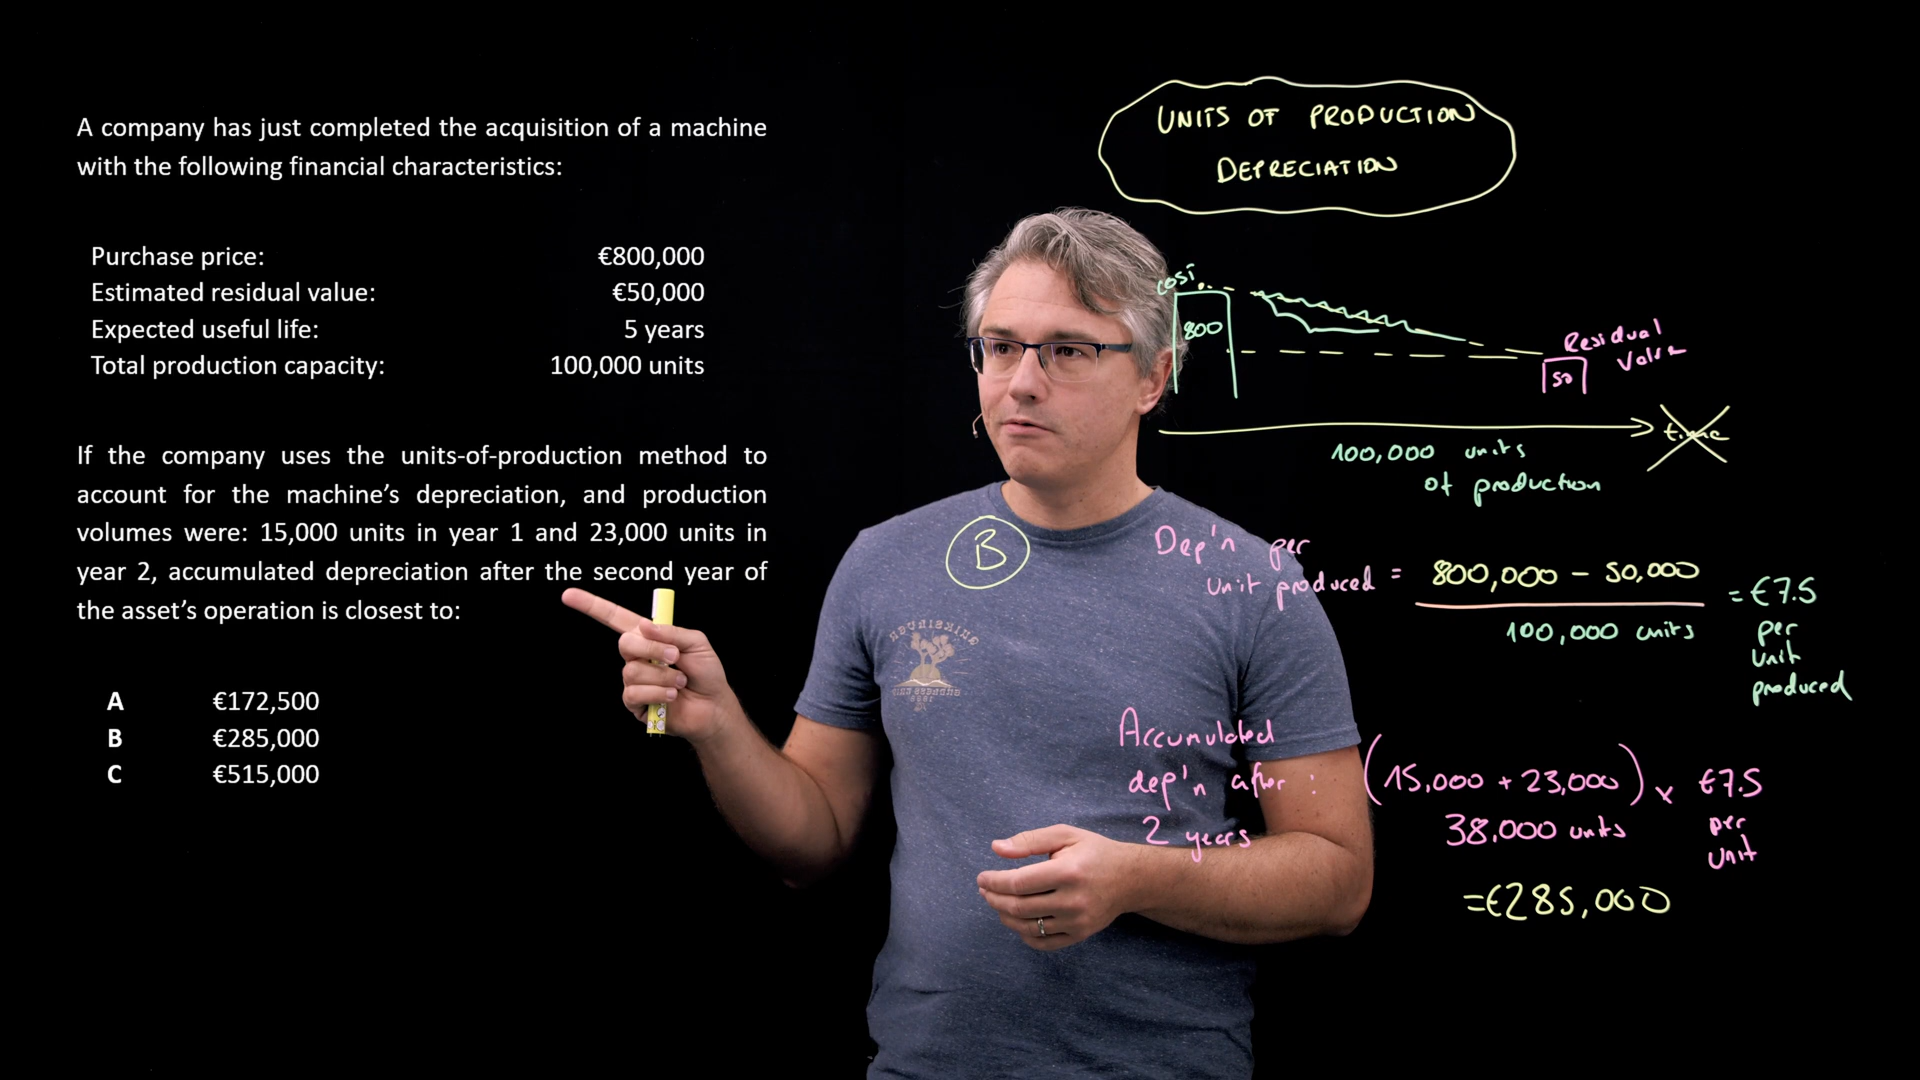 A company has just completed the acquisition of a machine
with the following financial characteristics:
Purchase price: €800,000
Estimated residual value: €50,000
Expected useful life: 5 years
Total production capacity: 100,000 units
If the company uses the units-of-production method to
account for the machine’s depreciation, and production
volumes were: 15,000 units in year 1 and 23,000 units in
year 2, accumulated depreciation after the second year of
the asset’s operation is closest to:
A €172,500
B €285,000
C €515,000
UNITS OF PRODUCTION
DEPRECIATION
cost
800
Residual
Value
50
time
100,000 units
of production
B
Dep'n per
unit produced = 800,000 - 50,000
100,000 units
= €7.5
per
unit
produced
Accumulated
dep'n after :
2 years
(15,000 + 23,000) x €7.5
38,000 units
per
unit
= €285,000
QUIKSILVER
1969